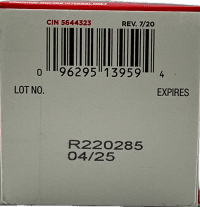 CIN 5644323 REV. 7/20
0 96295 13959 4
LOT NO. EXPIRES
R220285
04/25